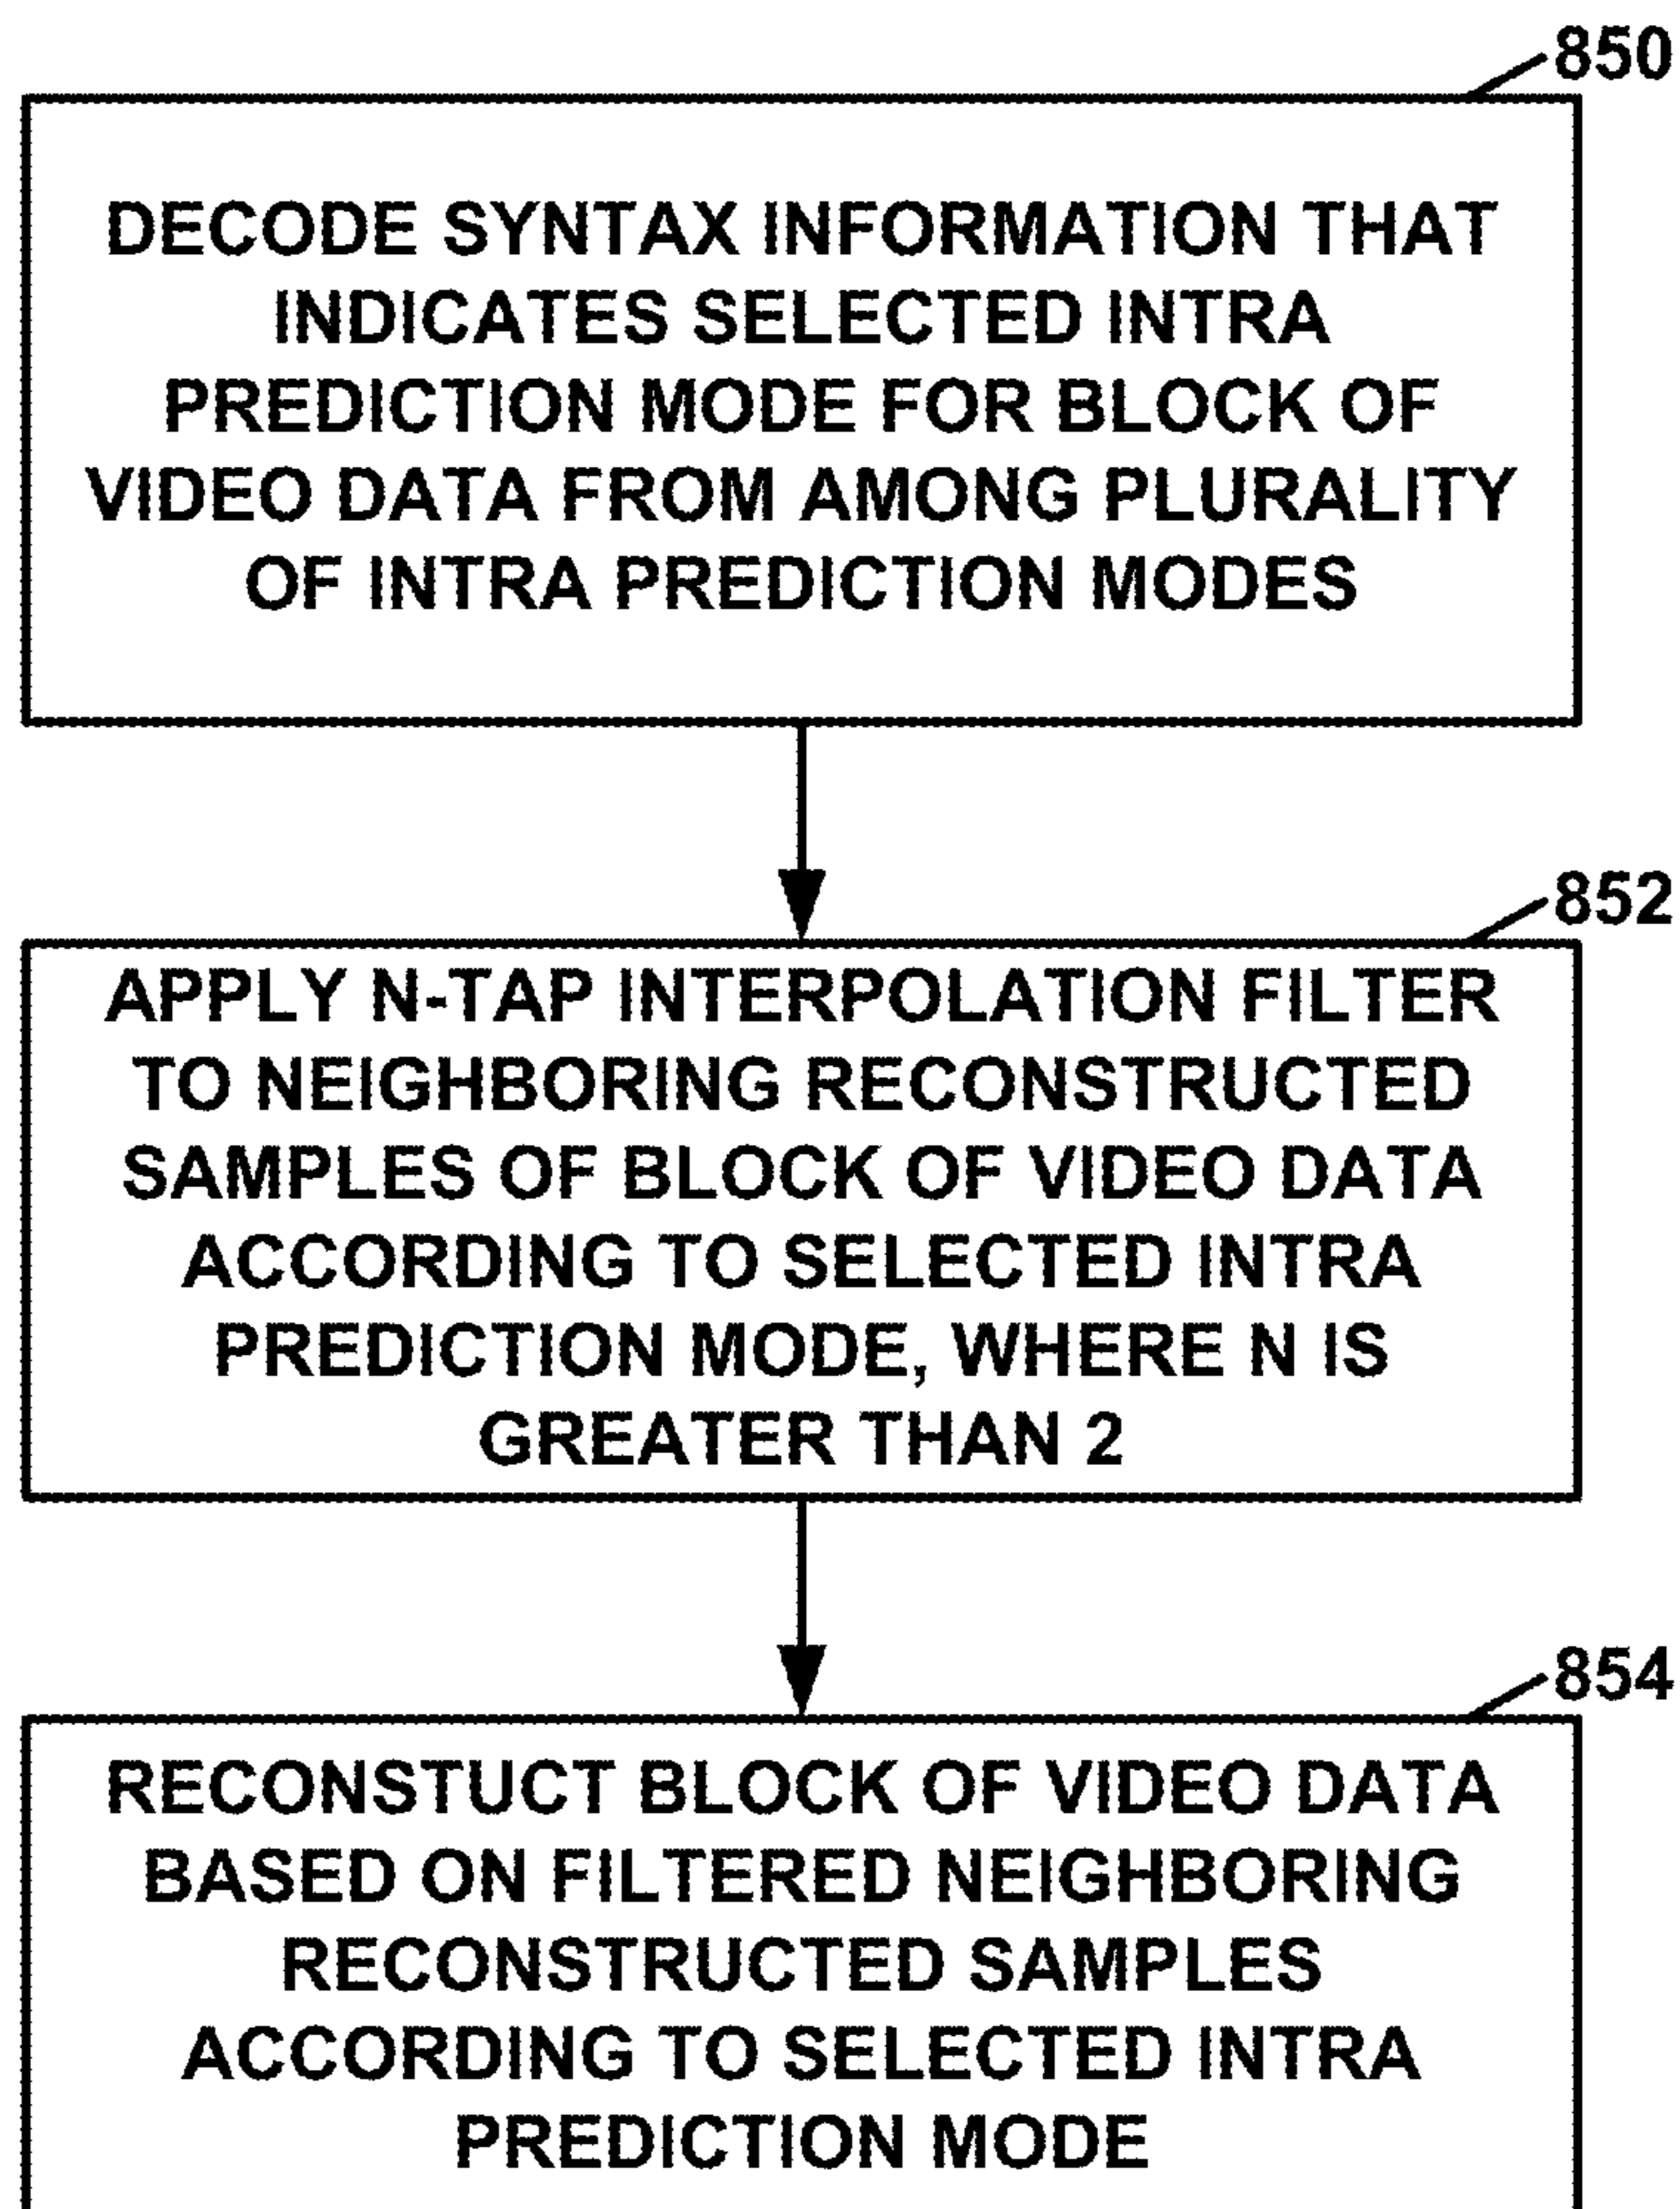 850
DECODE SYNTAX INFORMATION THAT
INDICATES SELECTED INTRA
PREDICTION MODE FOR BLOCK OF
VIDEO DATA FROM AMONG PLURALITY
OF INTRA PREDICTION MODES
852
APPLY N-TAP INTERPOLATION FILTER
TO NEIGHBORING RECONSTRUCTED
SAMPLES OF BLOCK OF VIDEO DATA
ACCORDING TO SELECTED INTRA
PREDICTION MODE, WHERE N IS
GREATER THAN 2
854
RECONSTUCT BLOCK OF VIDEO DATA
BASED ON FILTERED NEIGHBORING
RECONSTRUCTED SAMPLES
ACCORDING TO SELECTED INTRA
PREDICTION MODE